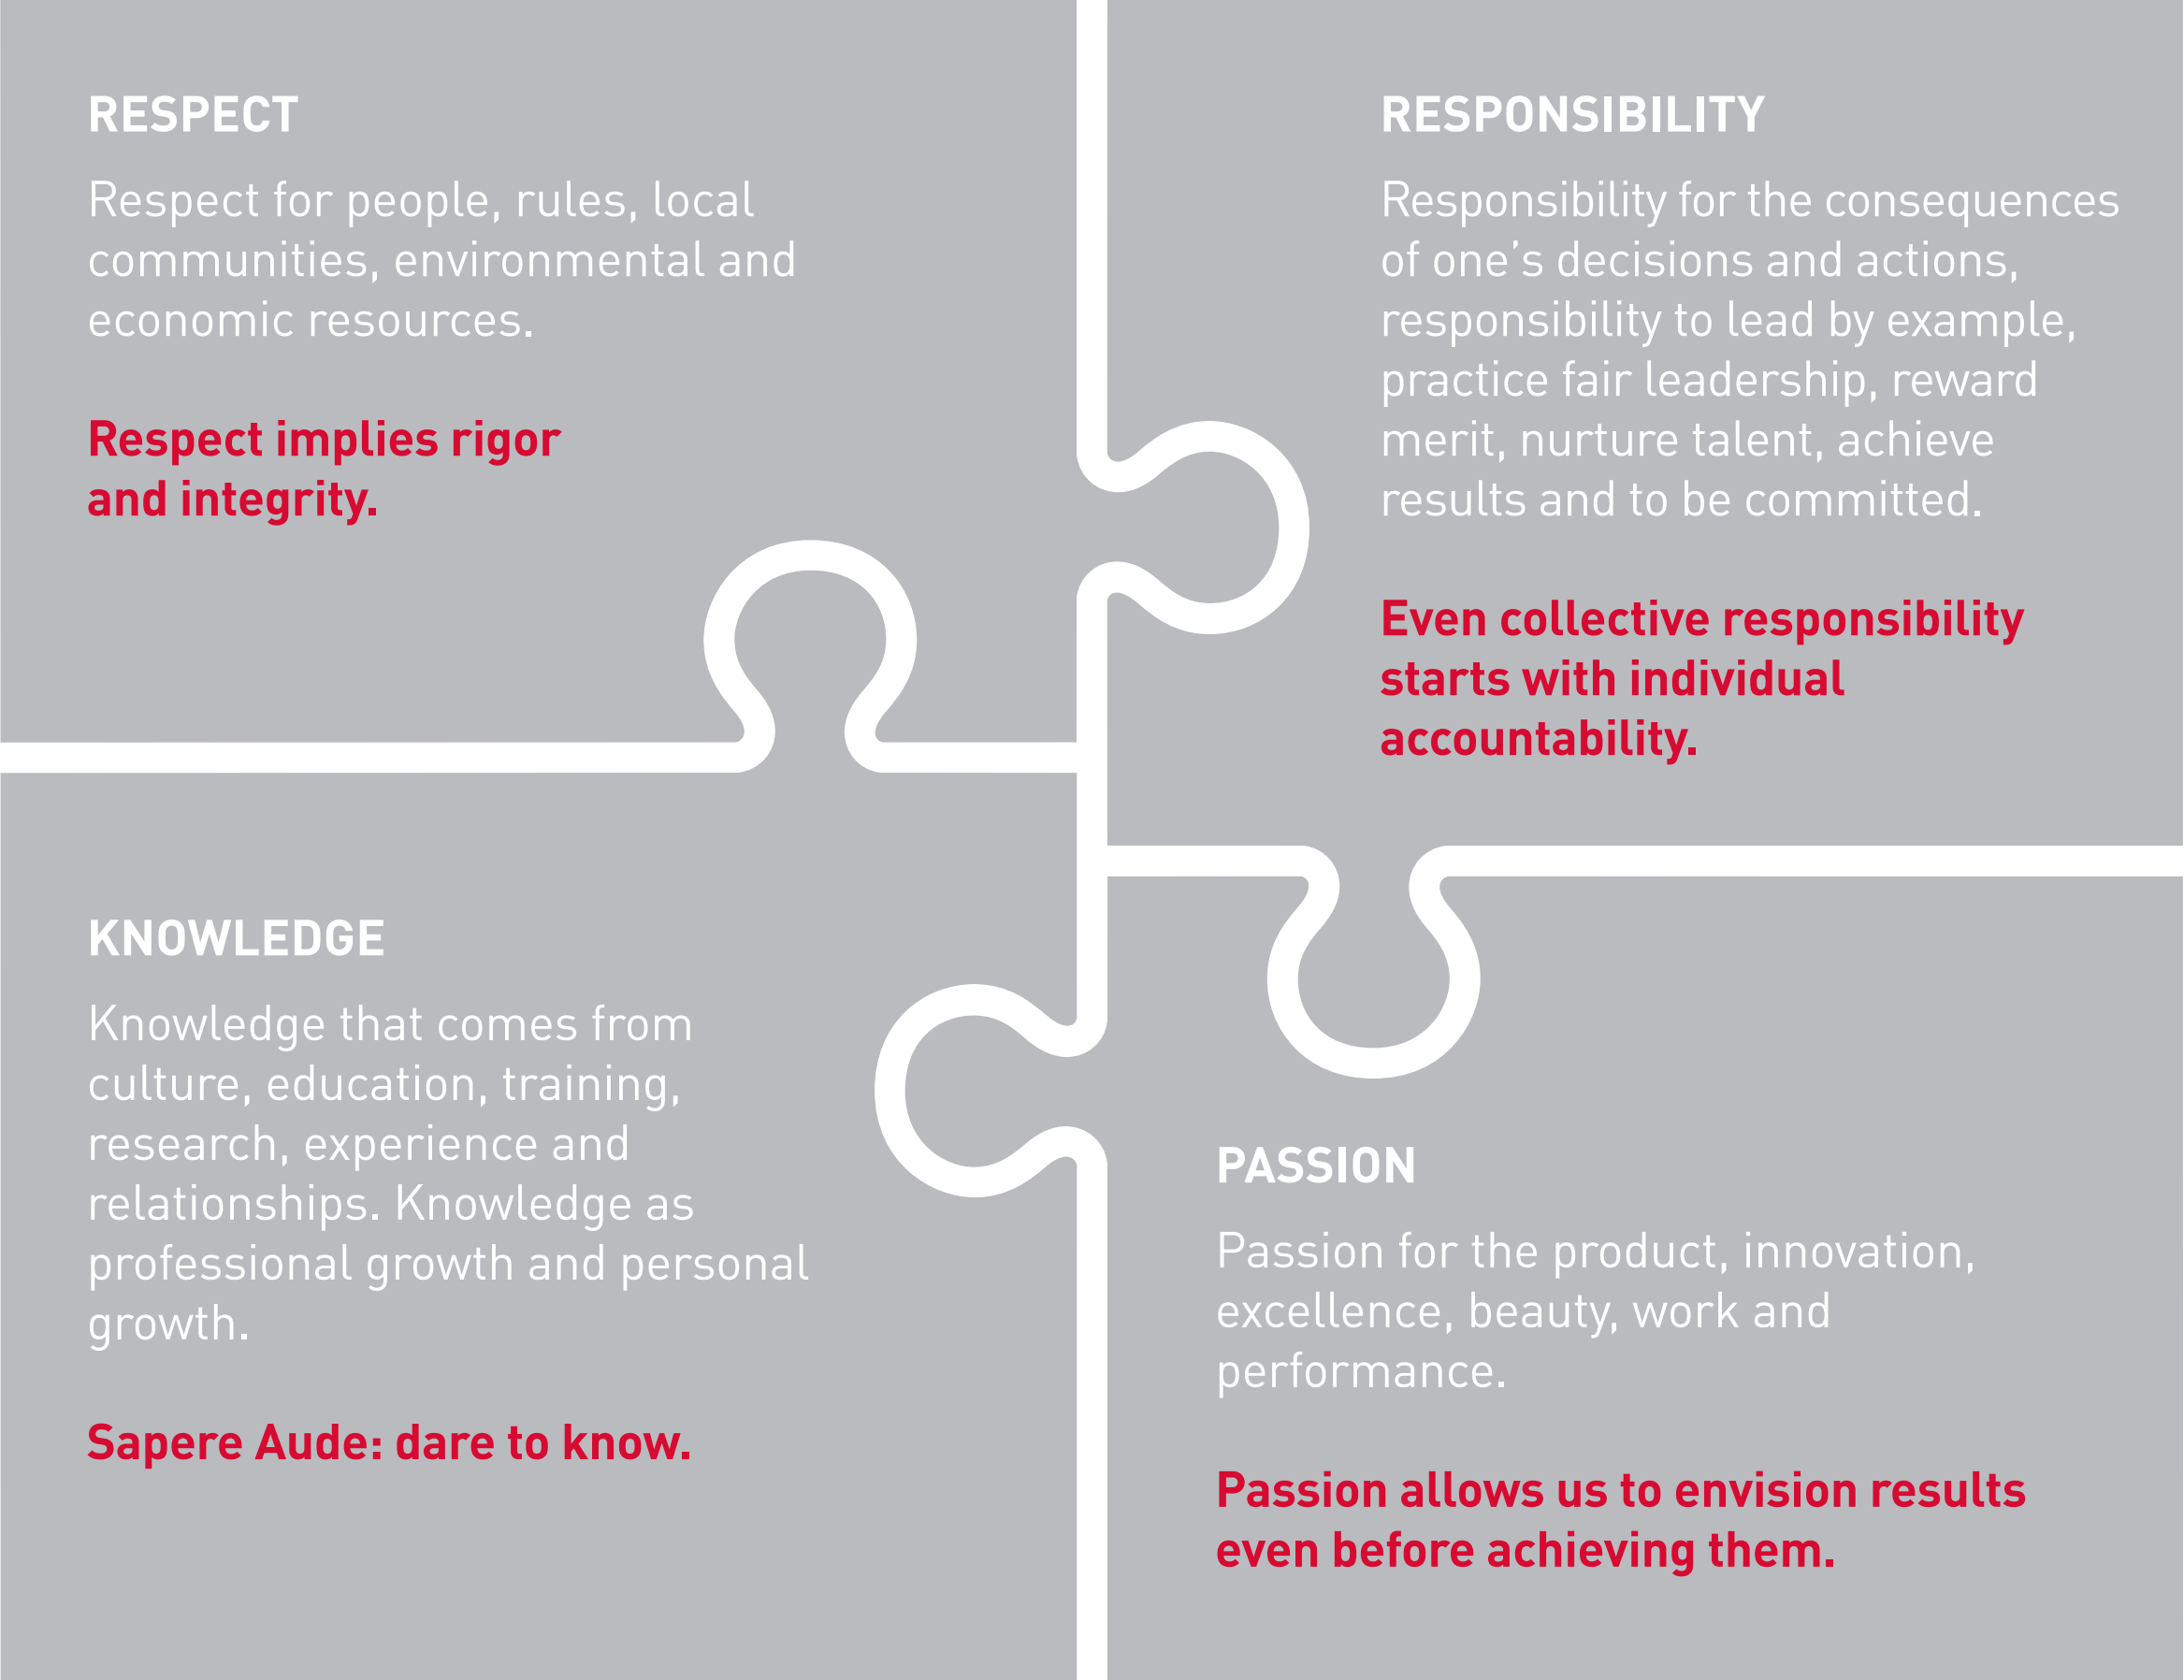 RESPECT
Respect for people, rules, local
communities, environmental and
economic resources.
Respect implies rigor
and integrity.
RESPONSIBILITY
Responsibility for the consequences
of one’s decisions and actions,
responsibility to lead by example,
practice fair leadership, reward
merit, nurture talent, achieve
results and to be committed.
Even collective responsibility
starts with individual
accountability.
KNOWLEDGE
Knowledge that comes from
culture, education, training,
research, experience and
relationships. Knowledge as
professional growth and personal
growth.
Sapere Aude: dare to know.
PASSION
Passion for the product, innovation,
excellence, beauty, work and
performance.
Passion allows us to envision results
even before achieving them.